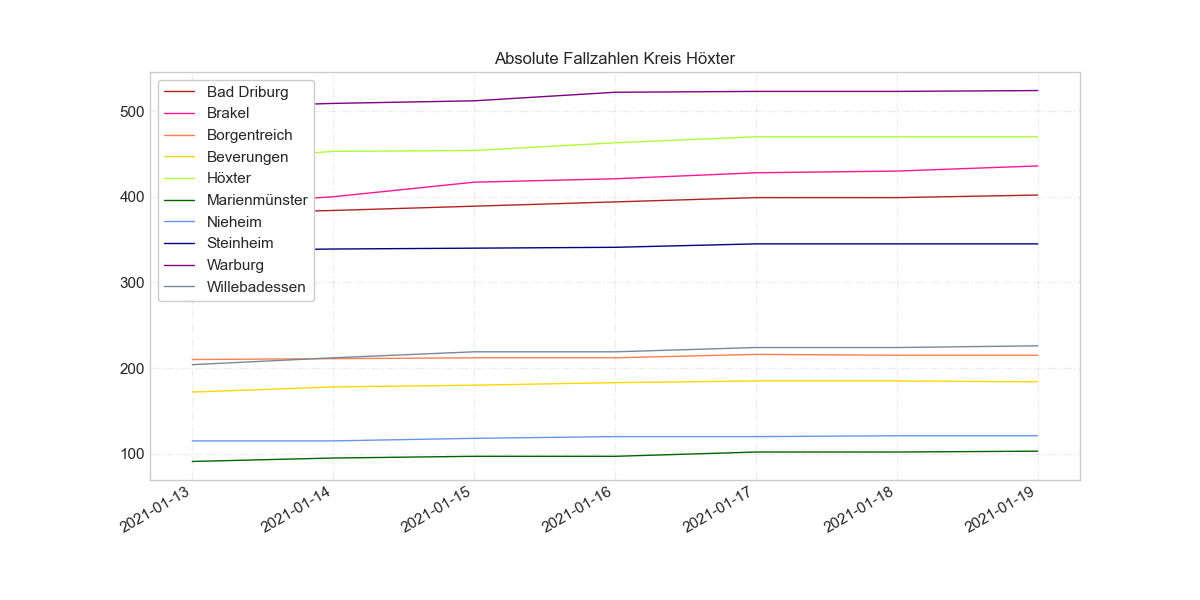 Absolute Fallzahlen Kreis Höxter
Bad Driburg
Brakel
Borgentreich
Beverungen
Höxter
Marienmünster
Nieheim
Steinheim
Warburg
Willebadessen
500
400
300
200
100
2021-01-13
2021-01-14
2021-01-15
2021-01-16
2021-01-17
2021-01-18
2021-01-19